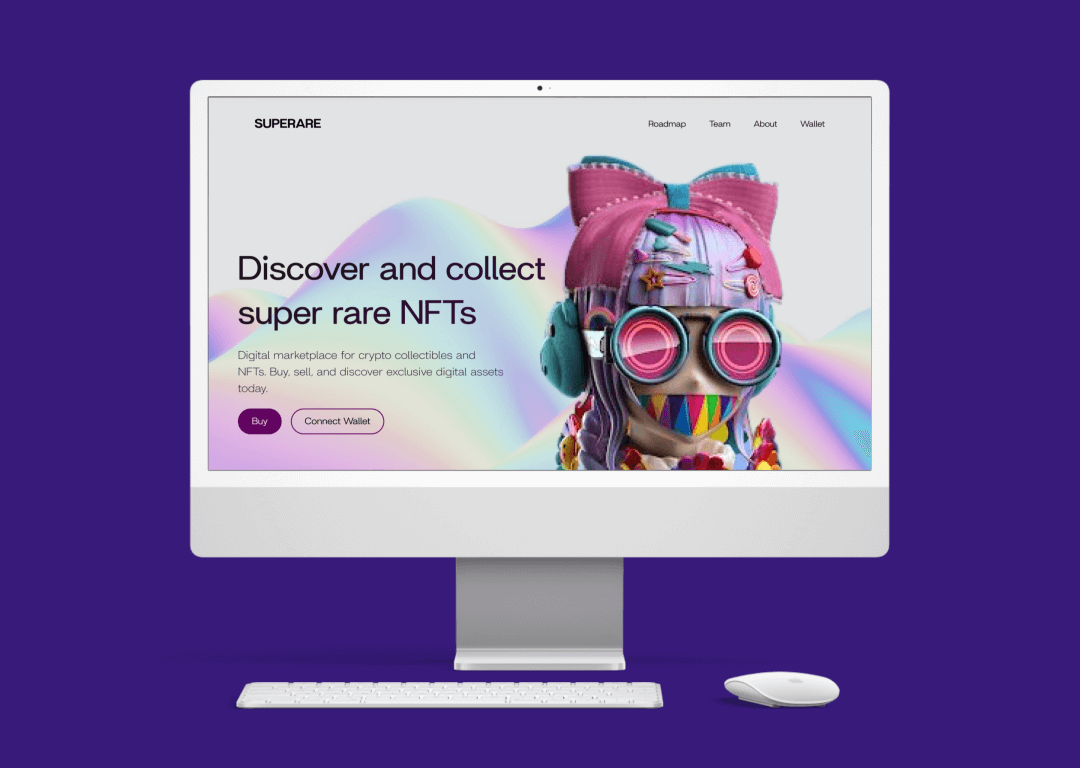 SUPERARE
Roadmap Team About Wallet
Discover and collect
super rare NFTs
Digital marketplace for crypto collectibles and
NFTs. Buy, sell, and discover exclusive digital assets
today.
Buy Connect Wallet